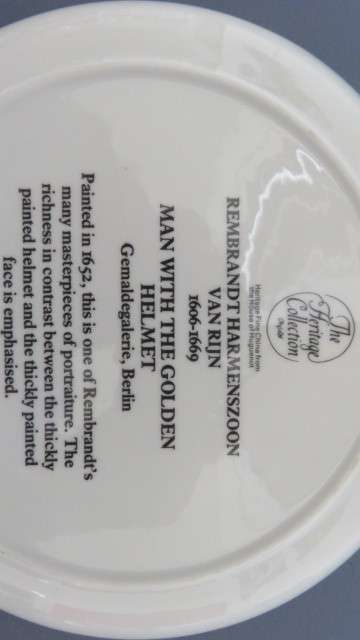 The
Heritage
Collection
Heritage Fine China from
the House of Huguenot
REMBRANDT HARMENSZOON
VAN RIJN
1606-1669
MAN WITH THE GOLDEN
HELMET
Gemaldegalerie, Berlin
Painted in 1652, this is one of Rembrandt's
many masterpieces of portraiture. The
richness in contrast between the thickly
painted helmet and the thickly painted
face is emphasised.